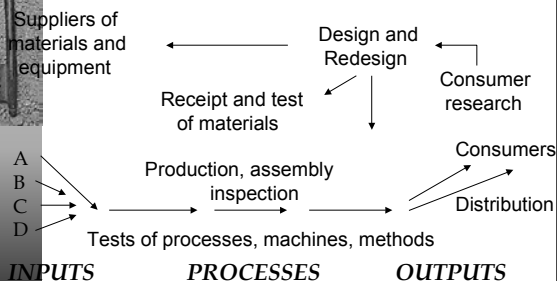 Suppliers of
materials and
equipment
Design and
Redesign
Consumer
research
Receipt and test
of materials
A
B
C
D
Production, assembly
inspection
Consumers
Distribution
Tests of processes, machines, methods
INPUTS PROCESSES OUTPUTS